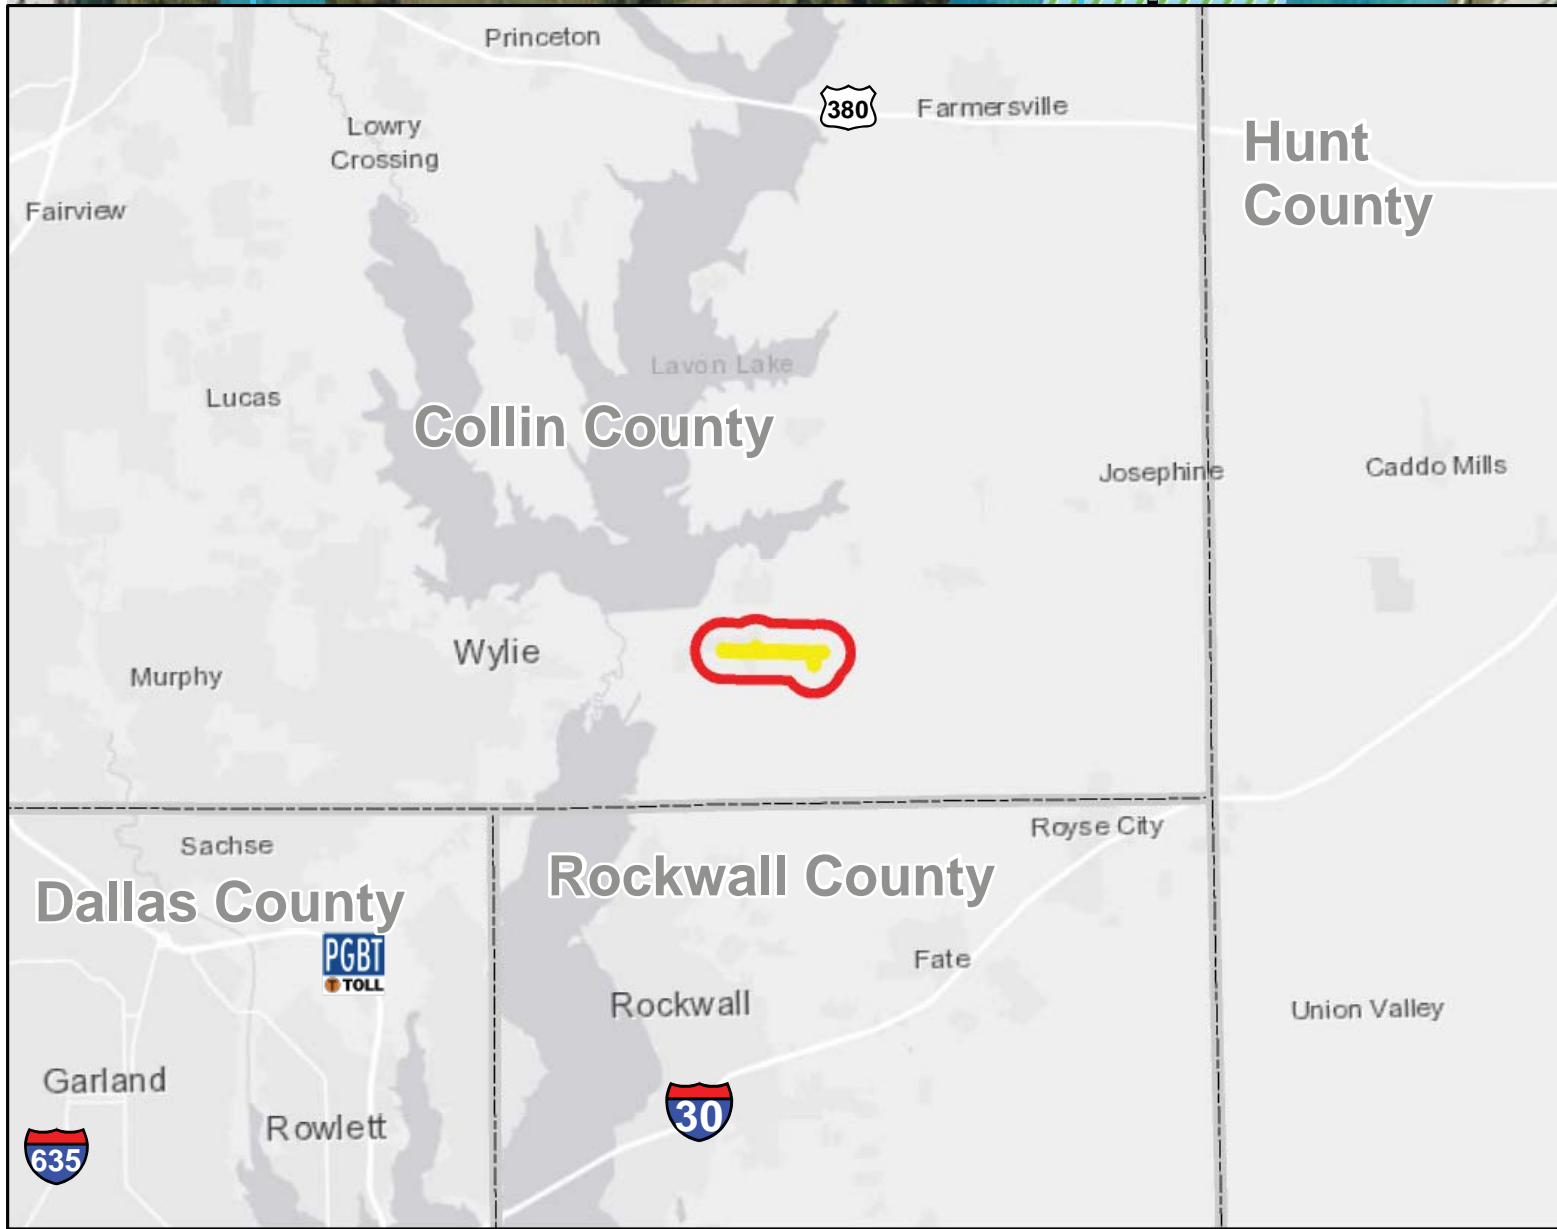 Princeton
380
Farmersville
Lowry
Crossing
Hunt
County
Fairview
Lavon Lake
Lucas
Collin County
Josephine
Caddo Mills
Wylie
Murphy
Sachse
Royse City
Dallas County
Rockwall County
PGBT
T TOLL
Fate
Rockwall
Union Valley
Garland
30
Rowlett
635